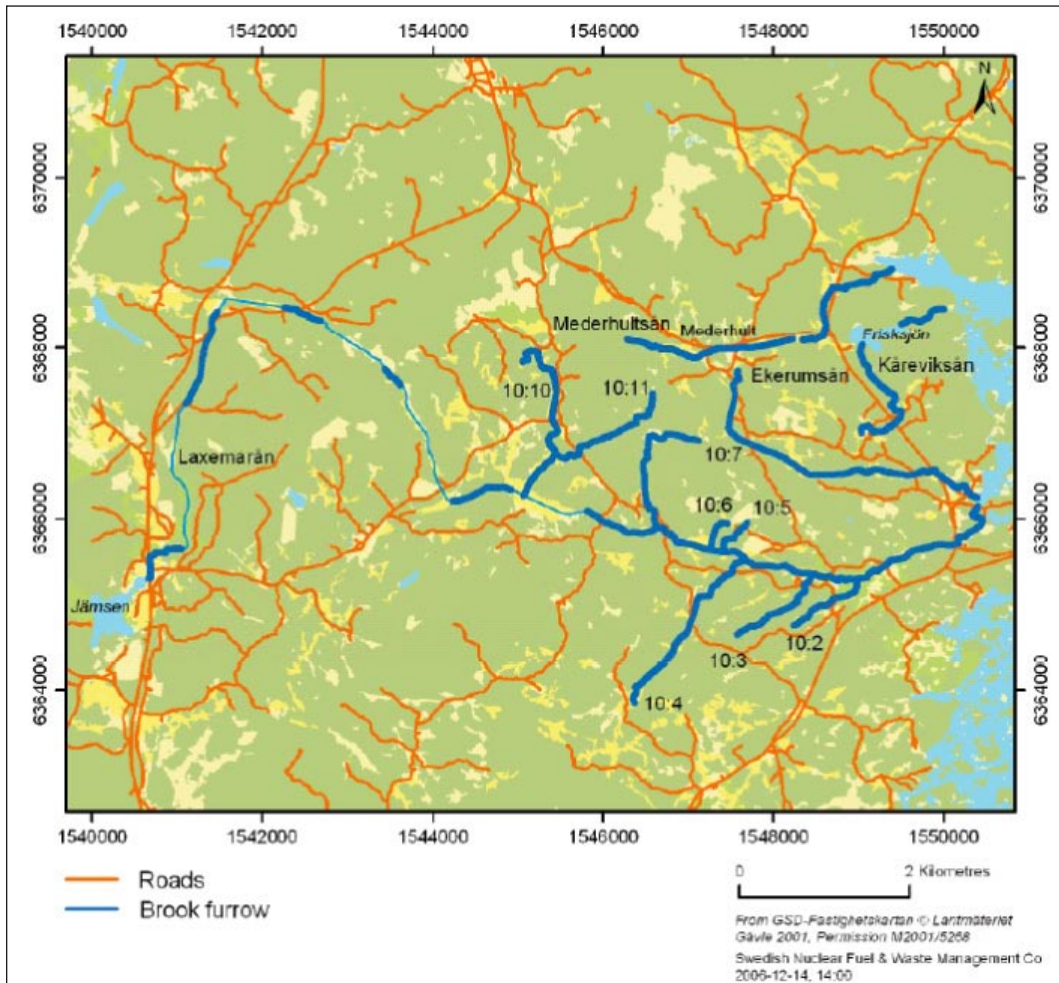 1540000 1542000 1544000 1546000 1548000 1550000
N
6370000 6370000
6368000 6368000
6366000 6366000
6364000 6364000
Mederhultsån
Mederhult
Frisksjön
Kåreviksån
Ekerumsån
10:10
10:11
10:7
Laxemarån
10:6
10:5
Jämsen
10:2
10:3
10:4
1540000 1542000 1544000 1546000 1548000 1550000
Roads
Brook furrow
0 2 Kilometres
From GSD-Fastighetskartan © Lantmäteriet
Gävle 2001, Permission M2001/5268
Swedish Nuclear Fuel & Waste Management Co
2006-12-14, 14:00